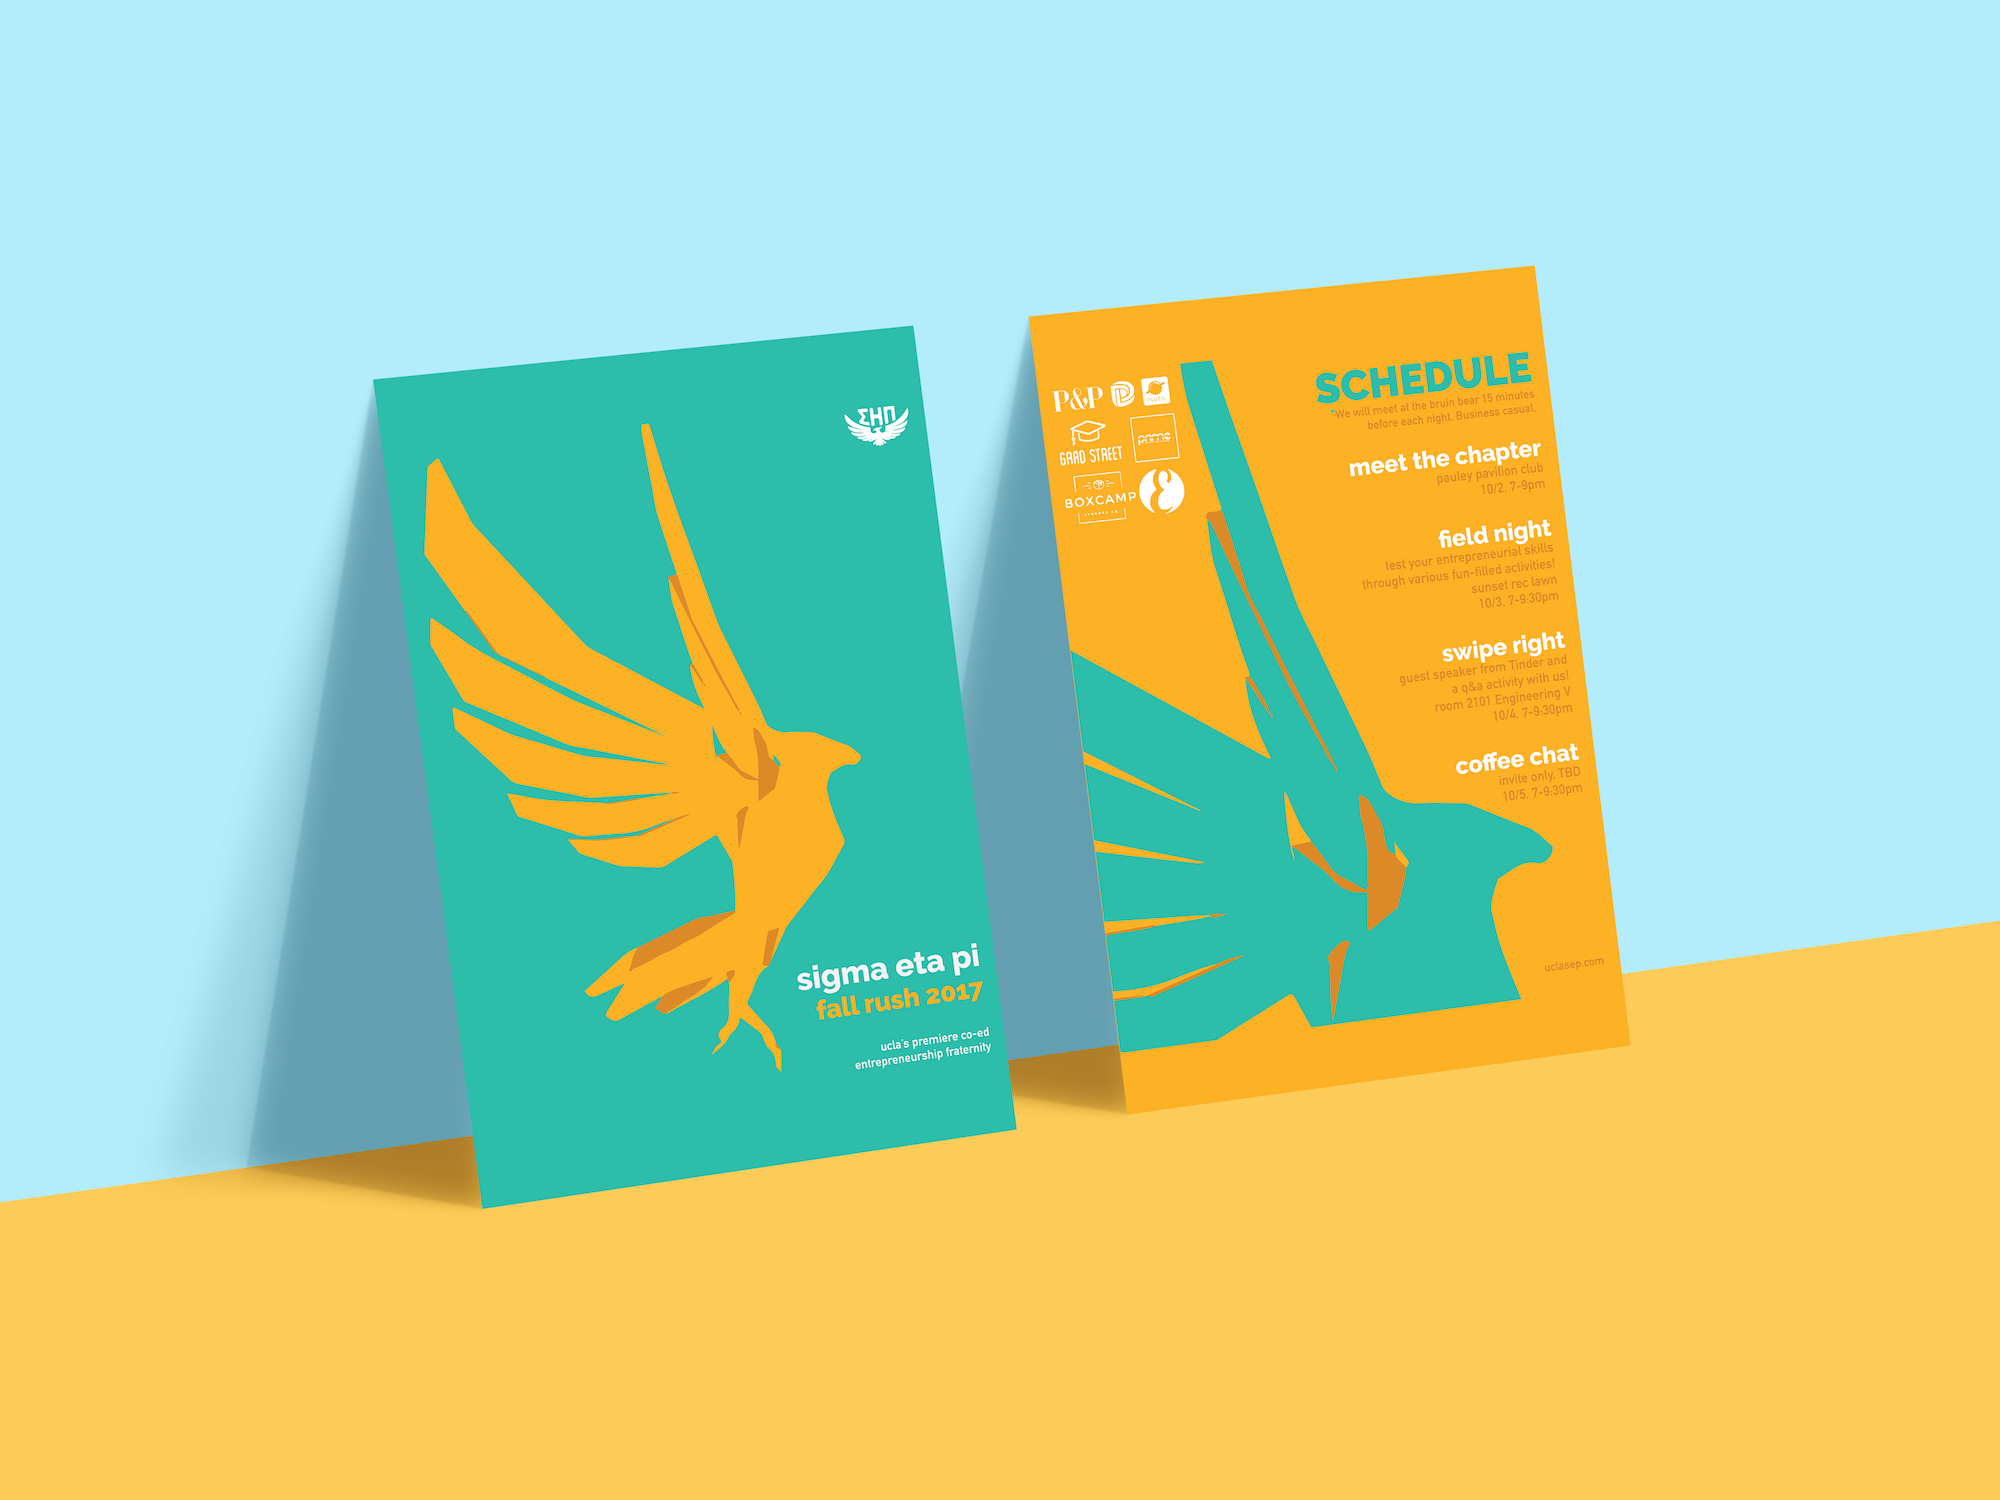 ΣΗΠ
sigma eta pi
fall rush 2017
ucla's premiere co-ed
entrepreneurship fraternity
P&P
PLUTO
GRAD STREET
prime
BOXCAMP
SCHEDULE
*We will meet at the bruin bear 15 minutes
before each night. Business casual.
meet the chapter
pauley pavilion club
10/2, 7-9pm
field night
test your entrepreneurial skills
through various fun-filled activities!
sunset rec lawn
10/3, 7-9:30pm
swipe right
guest speaker from Tinder and
a q&a activity with us!
room 2101 Engineering V
10/4, 7-9:30pm
coffee chat
invite only, TBD
10/5, 7-9:30pm
uclasep.com